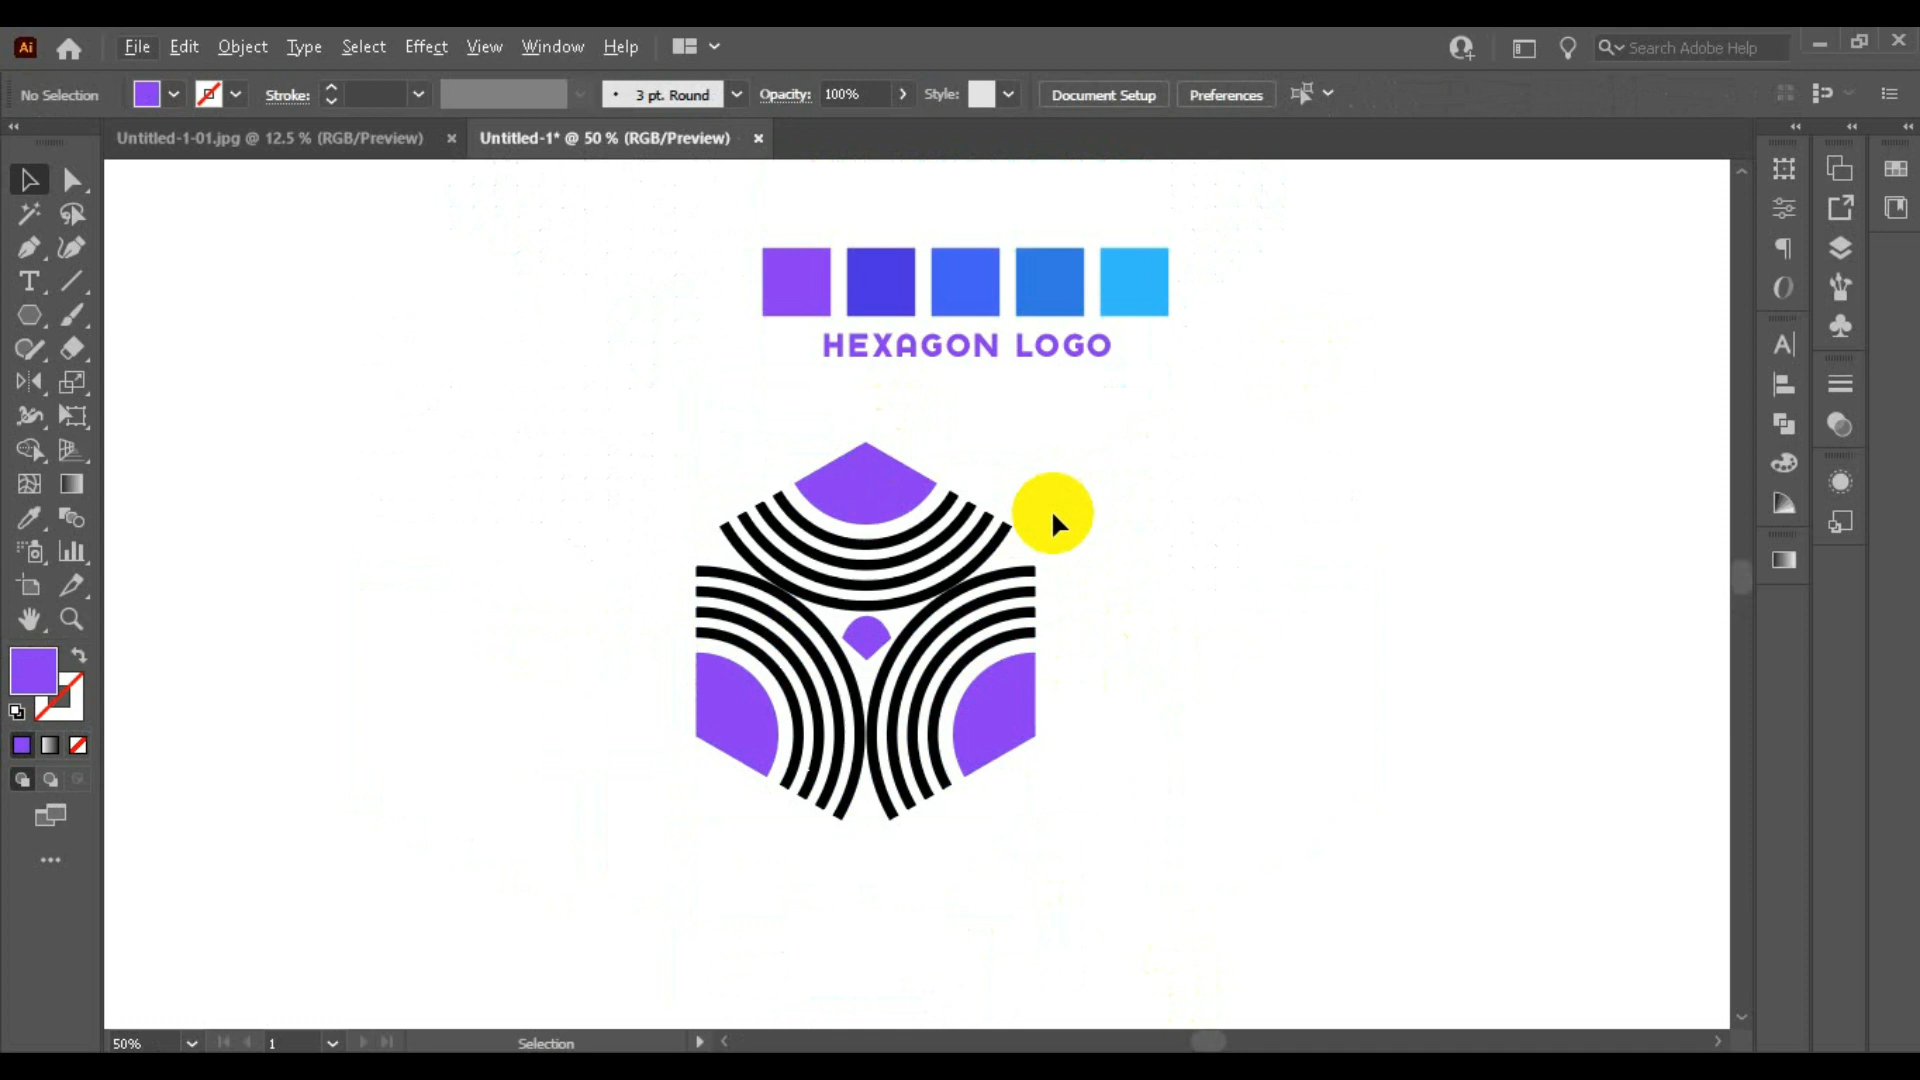 Ai File Edit Object Type Select Effect View Window Help Search Adobe Help
No Selection Stroke: 3 pt. Round Opacity: 100% Style: Document Setup Preferences
Untitled-1-01.jpg @ 12.5 % (RGB/Preview) Untitled-1* @ 50 % (RGB/Preview)
HEXAGON LOGO
50% 1 Selection